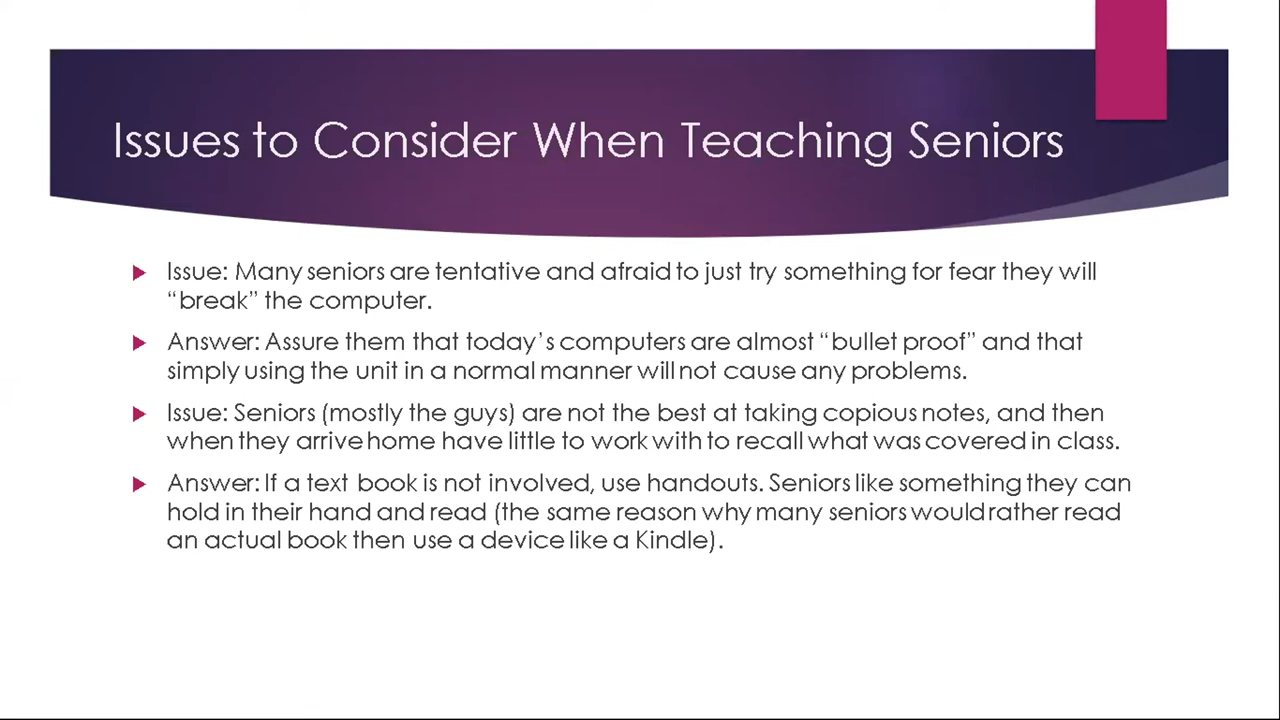 Issues to Consider When Teaching Seniors
Issue: Many seniors are tentative and afraid to just try something for fear they will
“break” the computer.
Answer: Assure them that today’s computers are almost “bullet proof” and that
simply using the unit in a normal manner will not cause any problems.
Issue: Seniors (mostly the guys) are not the best at taking copious notes, and then
when they arrive home have little to work with to recall what was covered in class.
Answer: If a text book is not involved, use handouts. Seniors like something they can
hold in their hand and read (the same reason why many seniors would rather read
an actual book then use a device like a Kindle).